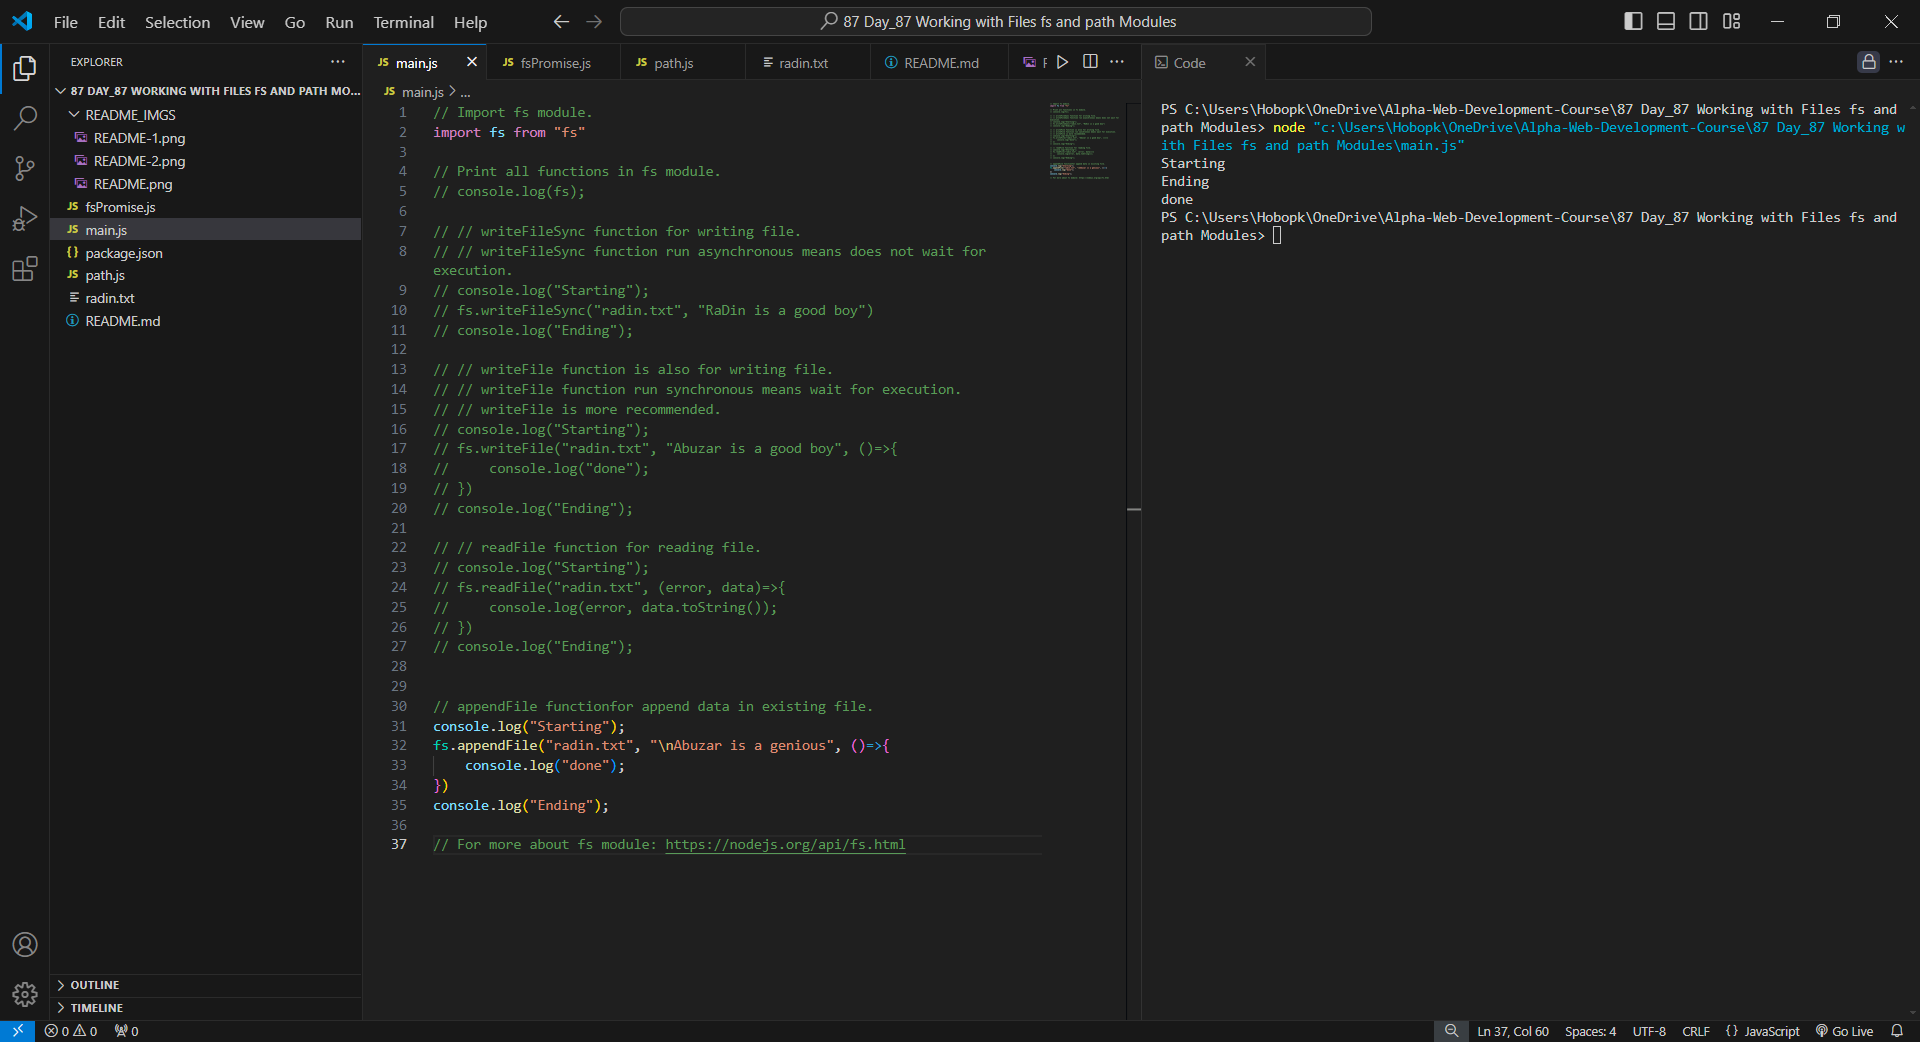 File Edit Selection View Go Run Terminal Help
87 Day_87 Working with Files fs and path Modules
EXPLORER
87 DAY_87 WORKING WITH FILES FS AND PATH MO...
README_IMGS
README-1.png
README-2.png
README.png
JS fsPromise.js
JS main.js
{} package.json
JS path.js
radin.txt
README.md
OUTLINE
TIMELINE
JS main.js
JS fsPromise.js
JS path.js
radin.txt
README.md
JS main.js > ...
1 // Import fs module.
2 import fs from "fs"
3
4 // Print all functions in fs module.
5 // console.log(fs);
6
7 // // writeFileSync function for writing file.
8 // // writeFileSync function run asynchronous means does not wait for
execution.
9 // console.log("Starting");
10 // fs.writeFileSync("radin.txt", "RaDin is a good boy")
11 // console.log("Ending");
12
13 // // writeFile function is also for writing file.
14 // // writeFile function run synchronous means wait for execution.
15 // // writeFile is more recommended.
16 // console.log("Starting");
17 // fs.writeFile("radin.txt", "Abuzar is a good boy", ()=>{
18 //     console.log("done");
19 // })
20 // console.log("Ending");
21
22 // // readFile function for reading file.
23 // console.log("Starting");
24 // fs.readFile("radin.txt", (error, data)=>{
25 //     console.log(error, data.toString());
26 // })
27 // console.log("Ending");
28
29
30 // appendFile functionfor append data in existing file.
31 console.log("Starting");
32 fs.appendFile("radin.txt", "\nAbuzar is a genious", ()=>{
33     console.log("done");
34 })
35 console.log("Ending");
36
37 // For more about fs module: https://nodejs.org/api/fs.html
Code
PS C:\Users\Hobopk\OneDrive\Alpha-Web-Development-Course\87 Day_87 Working with Files fs and
path Modules> node "c:\Users\Hobopk\OneDrive\Alpha-Web-Development-Course\87 Day_87 Working w
ith Files fs and path Modules\main.js"
Starting
Ending
done
PS C:\Users\Hobopk\OneDrive\Alpha-Web-Development-Course\87 Day_87 Working with Files fs and
path Modules>
0 0 0
Ln 37, Col 60 Spaces: 4 UTF-8 CRLF {} JavaScript Go Live